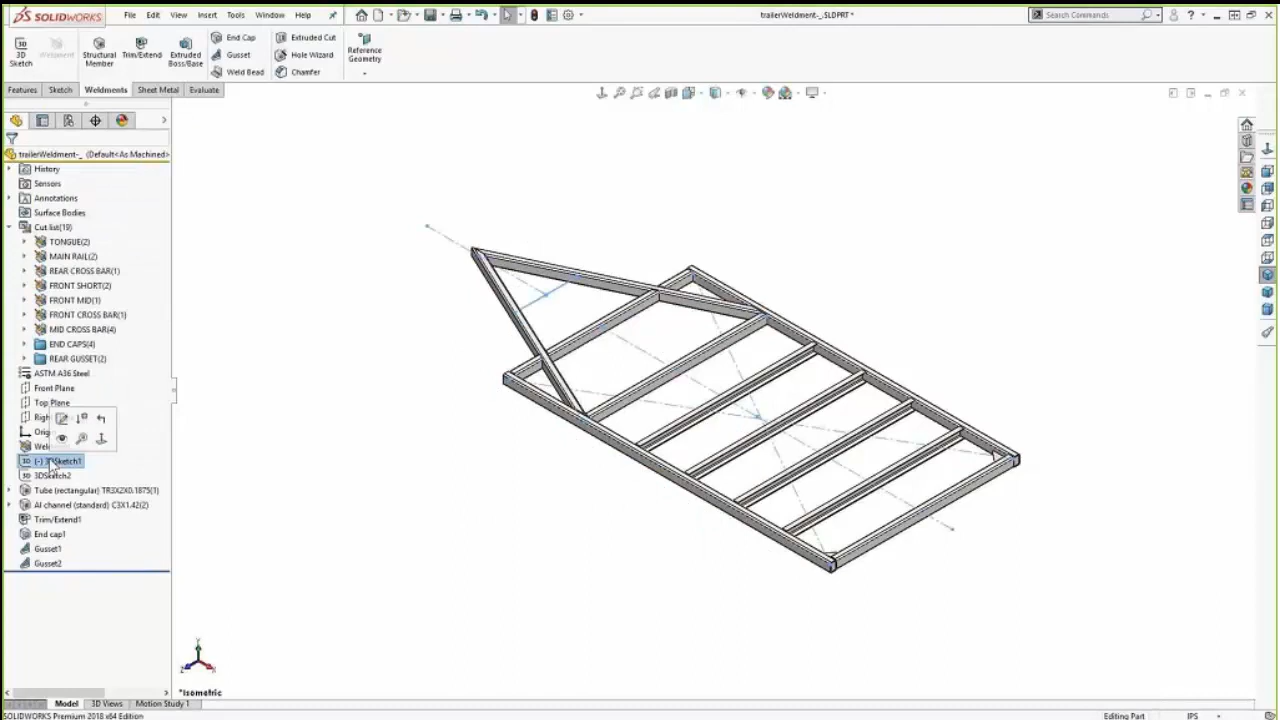 SOLIDWORKS
File Edit View Insert Tools Window Help
trailerWeldment-_.SLDPRT *
Search Commands
?
3D Sketch
Weldment
Structural Member
Trim/Extend
Extruded Boss/Base
End Cap
Gusset
Weld Bead
Extruded Cut
Hole Wizard
Chamfer
Reference Geometry
Features Sketch Weldments Sheet Metal Evaluate
trailerWeldment-_ (Default<As Machined>
History
Sensors
Annotations
Surface Bodies
Cut list(19)
TONGUE(2)
MAIN RAIL(2)
REAR CROSS BAR(1)
FRONT SHORT(2)
FRONT MID(1)
FRONT CROSS BAR(1)
MID CROSS BAR(4)
END CAPS(4)
REAR GUSSET(2)
ASTM A36 Steel
Front Plane
Top Plane
Righ
Orig
Wel
(-) 3DSketch1
3DSketch2
Tube (rectangular) TR3X2X0.1875(1)
AI channel (standard) C3X1.42(2)
Trim/Extend1
End cap1
Gusset1
Gusset2
Y
Z X
*Isometric
Model 3D Views Motion Study 1
SOLIDWORKS Premium 2018 x64 Edition
Editing Part
IPS